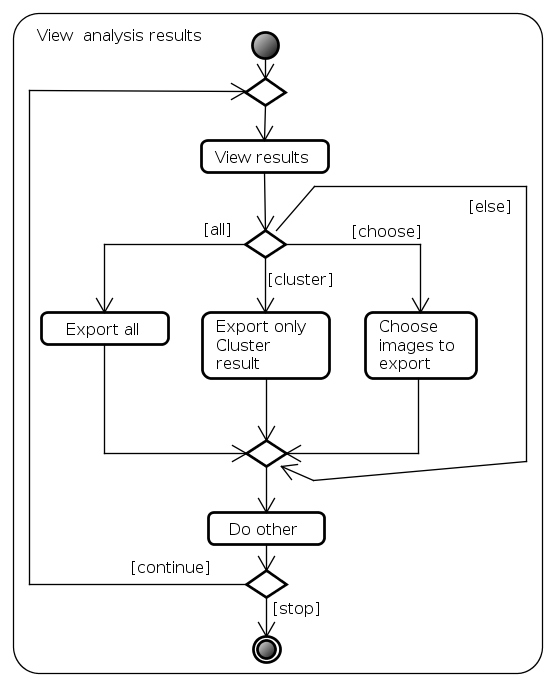 View  analysis results
View results
[else]
[all]
[choose]
[cluster]
Export all
Export only
Cluster
result
Choose
images to
export
Do other
[continue]
[stop]